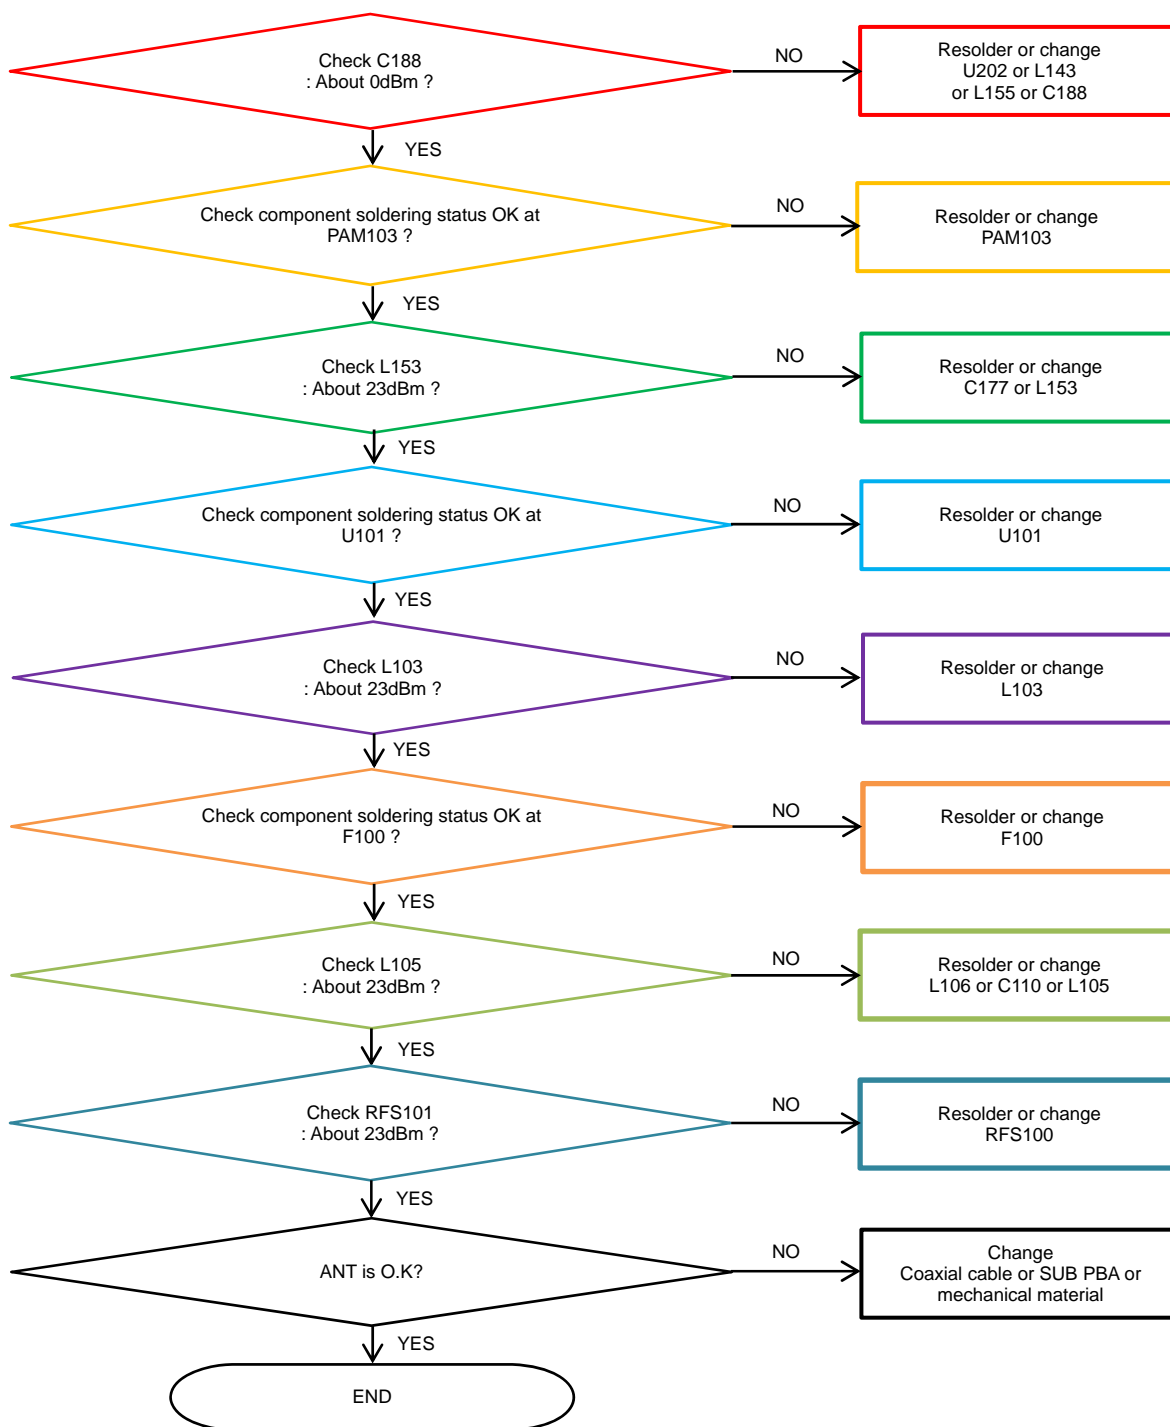 Check C188
: About 0dBm ?
NO
Resolder or change
U202 or L143
or L155 or C188
YES
Check component soldering status OK at
PAM103 ?
NO
Resolder or change
PAM103
YES
Check L153
: About 23dBm ?
NO
Resolder or change
C177 or L153
YES
Check component soldering status OK at
U101 ?
NO
Resolder or change
U101
YES
Check L103
: About 23dBm ?
NO
Resolder or change
L103
YES
Check component soldering status OK at
F100 ?
NO
Resolder or change
F100
YES
Check L105
: About 23dBm ?
NO
Resolder or change
L106 or C110 or L105
YES
Check RFS101
: About 23dBm ?
NO
Resolder or change
RFS100
YES
ANT is O.K?
NO
Change
Coaxial cable or SUB PBA or
mechanical material
YES
END